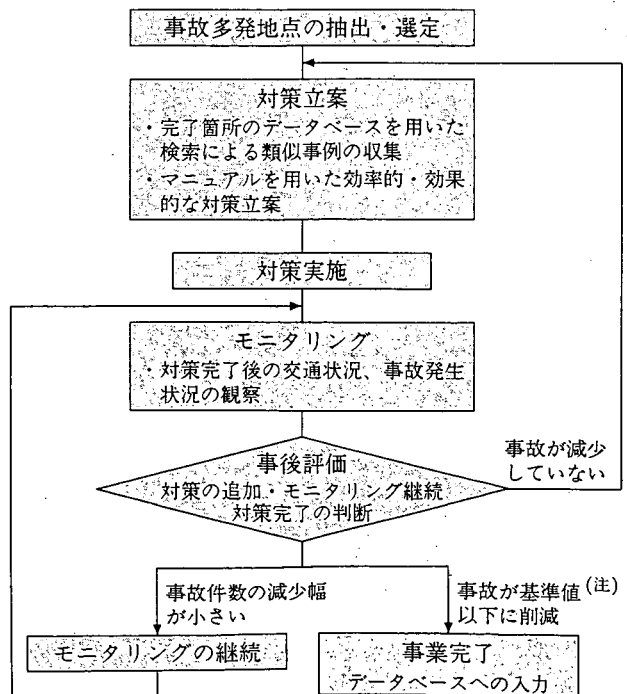 事故多発地点の抽出・選定
対策立案
・完了箇所のデータベースを用いた
検索による類似事例の収集
・マニュアルを用いた効率的・効果
的な対策立案
対策実施
モニタリング
・対策完了後の交通状況、事故発生
状況の観察
事後評価
対策の追加・モニタリング継続
対策完了の判断
事故が減少
していない
事故件数の減少幅
が小さい
事故が基準値(注)
以下に削減
モニタリングの継続
事業完了
データベースへの入力